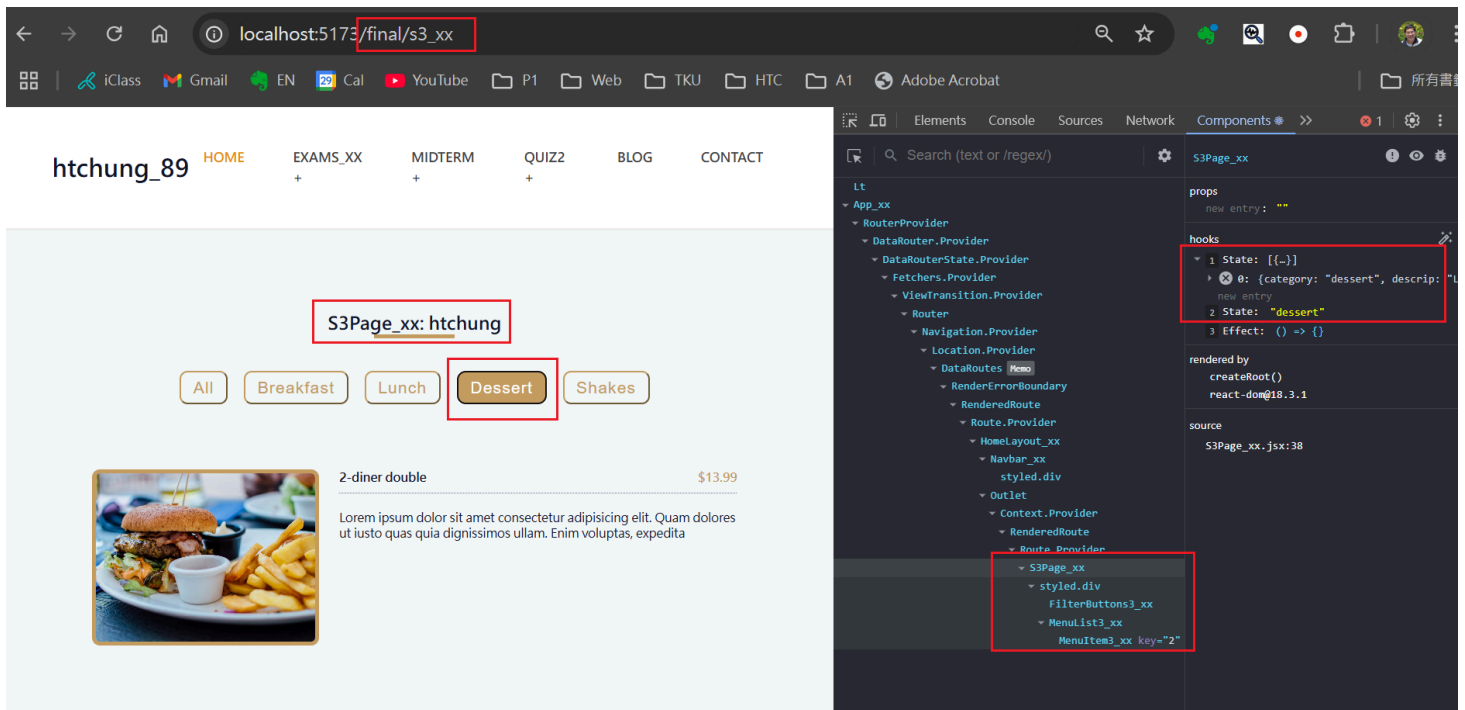 localhost:5173/final/s3_xx
iClass Gmail EN 29 Cal YouTube P1 Web TKU HTC A1 Adobe Acrobat 所有書
Elements Console Sources Network Components 1
htchung_89 HOME EXAMS_XX MIDTERM QUIZ2 BLOG CONTACT
+ + +
S3Page_xx: htchung
All Breakfast Lunch Dessert Shakes
2-diner double $13.99
Lorem ipsum dolor sit amet consectetur adipisicing elit. Quam dolores
ut iusto quas quia dignissimos ullam. Enim voluptas, expedita
Search (text or /regex/)
Lt
App_xx
RouterProvider
DataRouter.Provider
DataRouterState.Provider
Fetchers.Provider
ViewTransition.Provider
Router
Navigation.Provider
Location.Provider
DataRoutes Memo
RenderErrorBoundary
RenderedRoute
Route.Provider
HomeLayout_xx
Navbar_xx
styled.div
Outlet
Context.Provider
RenderedRoute
Route.Provider
S3Page_xx
styled.div
FilterButtons3_xx
MenuList3_xx
MenuItem3_xx key="2"
S3Page_xx
props
new entry: ""
hooks
1 State: [{…}]
0: {category: "dessert", descrip: "L
new entry
2 State: "dessert"
3 Effect: () => {}
rendered by
createRoot()
react-dom@18.3.1
source
S3Page_xx.jsx:38